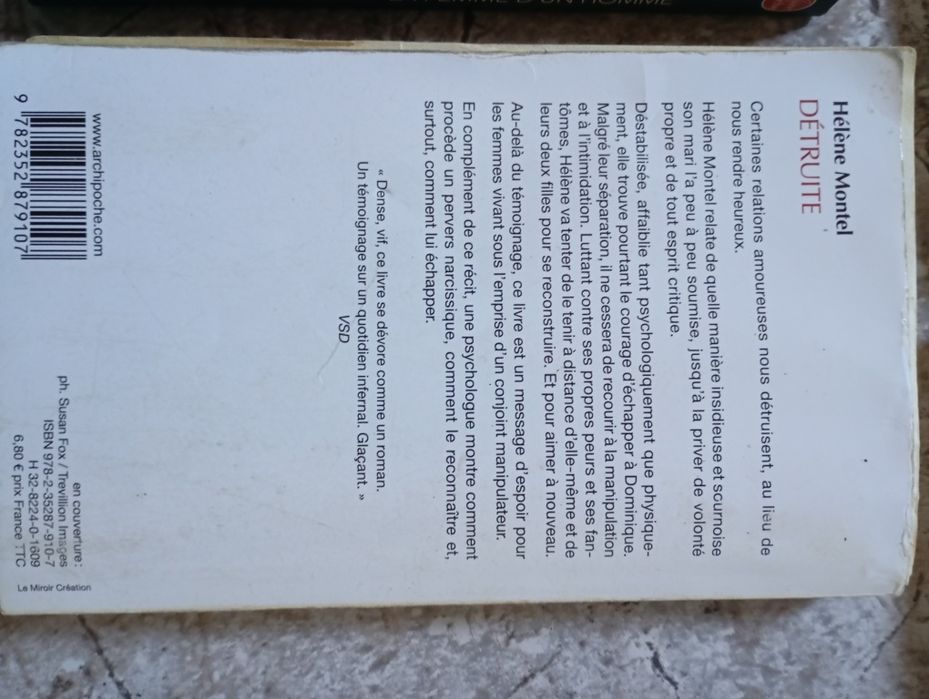 LA FEMME D'UN HOMME
Hélène Montel
DÉTRUITE
Certaines relations amoureuses nous détruisent, au lieu de
nous rendre heureux.
Hélène Montel relate de quelle manière insidieuse et sournoise
son mari l'a peu à peu soumise, jusqu'à la priver de volonté
propre et de tout esprit critique.
Déstabilisée, affaiblie tant psychologiquement que physique-
ment, elle trouve pourtant le courage d'échapper à Dominique.
Malgré leur séparation, il ne cessera de recourir à la manipulation
et à l'intimidation. Luttant contre ses propres peurs et ses fan-
tômes, Hélène va tenter de le tenir à distance d'elle-même et de
leurs deux filles pour se reconstruire. Et pour aimer à nouveau.
Au-delà du témoignage, ce livre est un message d'espoir pour
les femmes vivant sous l'emprise d'un conjoint manipulateur.
En complément de ce récit, une psychologue montre comment
procède un pervers narcissique, comment le reconnaître et,
surtout, comment lui échapper.
« Dense, vif, ce livre se dévore comme un roman.
Un témoignage sur un quotidien infernal. Glaçant. »
VSD
www.archipoche.com
9 782352 879107
en couverture :
ph. Susan Fox / Trevillion Images
ISBN 978-2-35287-910-7
H 32-8224-0-1609
6,80 € prix France TTC
Le Miroir Création